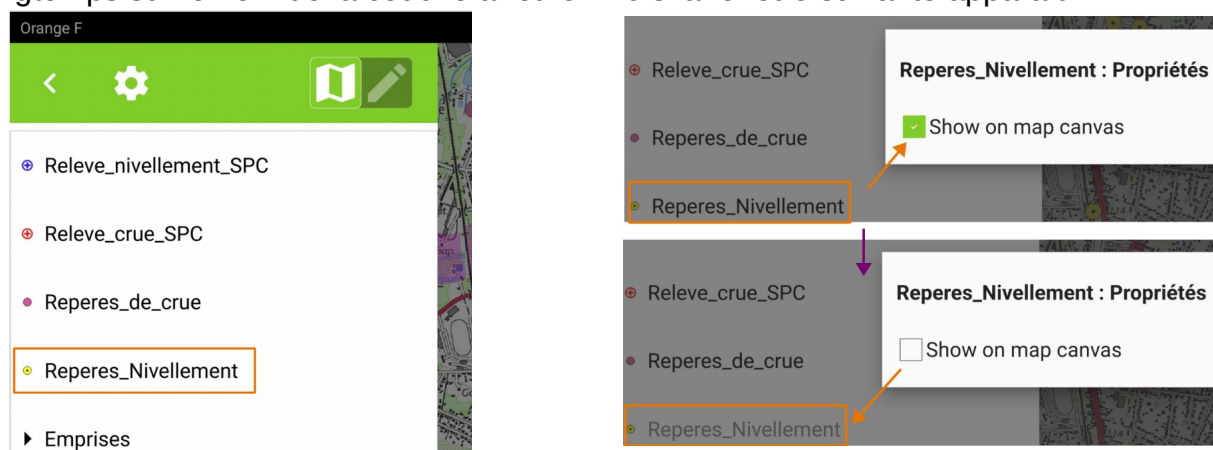 Orange F
Releve_nivellement_SPC
Releve_crue_SPC
Reperes_de_crue
Reperes_Nivellement
Emprises
Releve_crue_SPC
Reperes_de_crue
Reperes_Nivellement
Reperes_Nivellement : Propriétés
Show on map canvas
Releve_crue_SPC
Reperes_de_crue
Reperes_Nivellement
Reperes_Nivellement : Propriétés
Show on map canvas